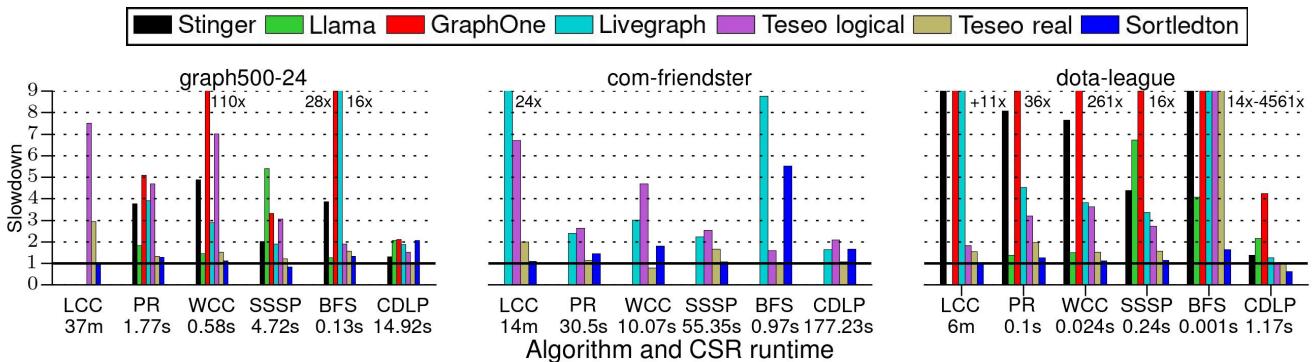 Stinger Llama GraphOne Livegraph Teseo logical Teseo real Sortledton
graph500-24 com-friendster dota-league
Slowdown
9
8
7
6
5
4
3
2
1
0
110x 28x 16x
24x
+11x 36x 261x 16x 14x-4561x
LCC PR WCC SSSP BFS CDLP
37m 1.77s 0.58s 4.72s 0.13s 14.92s
LCC PR WCC SSSP BFS CDLP
14m 30.5s 10.07s 55.35s 0.97s 177.23s
LCC PR WCC SSSP BFS CDLP
6m 0.1s 0.024s 0.24s 0.001s 1.17s
Algorithm and CSR runtime